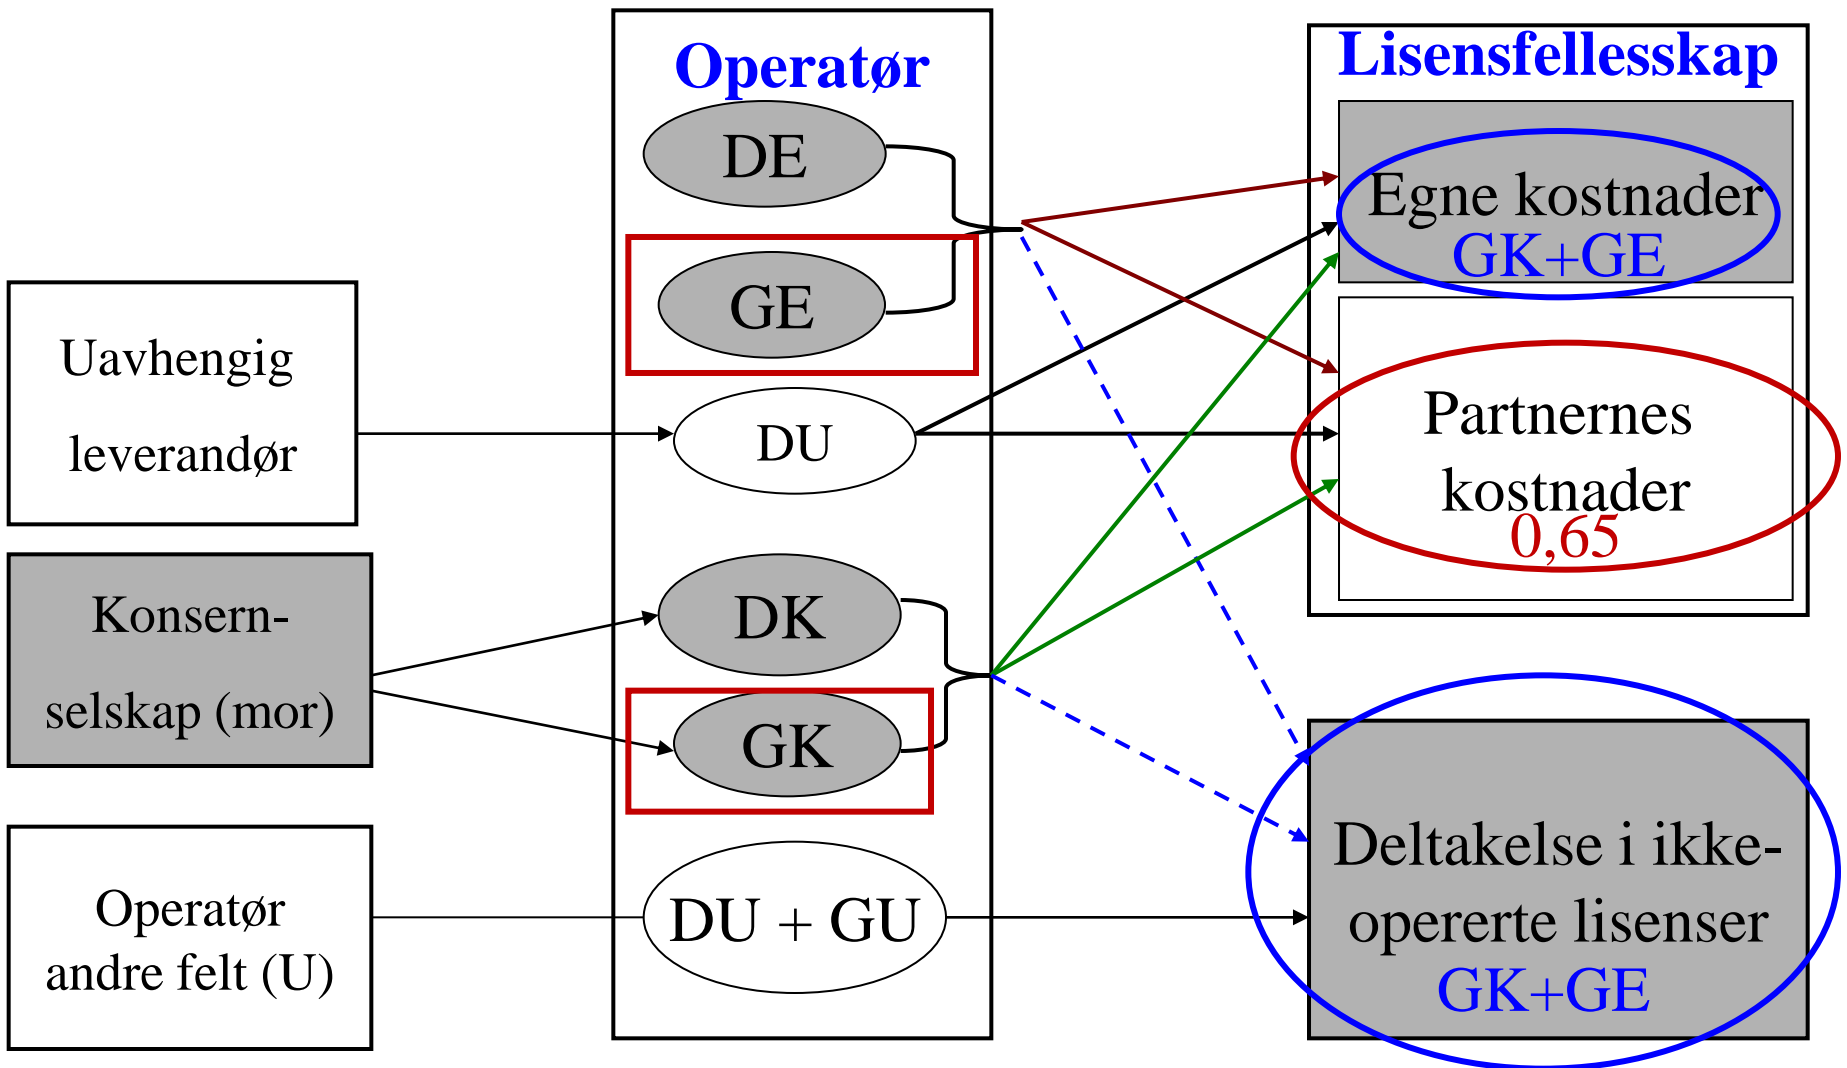 Uavhengig
leverandør
Konsern-
selskap (mor)
Operatør
andre felt (U)
Operatør
DE
GE
DU
DK
GK
DU + GU
Lisensfellesskap
Egne kostnader
GK+GE
Partnernes
kostnader
0,65
Deltakelse i ikke-
opererte lisenser
GK+GE